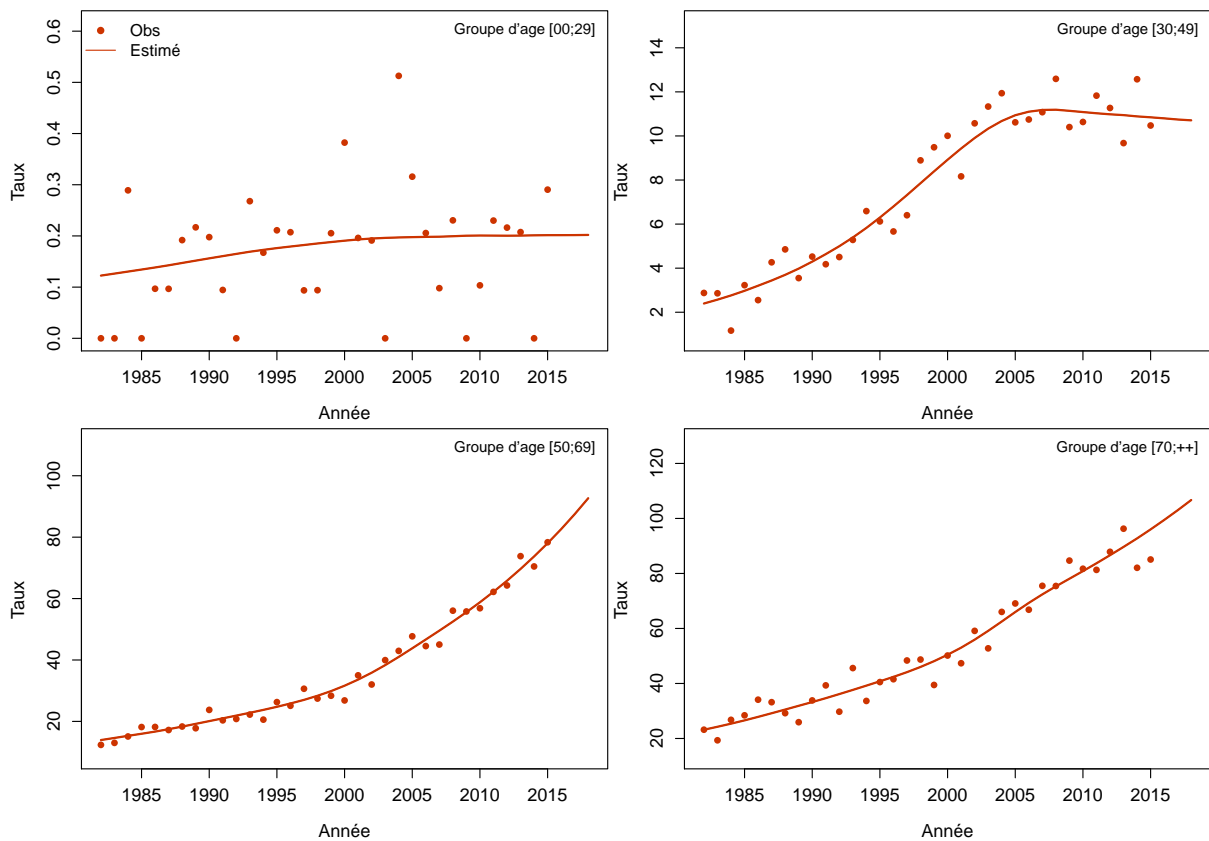 Groupe d'age [00;29]
Obs
Estimé
Taux
0.0 0.1 0.2 0.3 0.4 0.5 0.6
1985 1990 1995 2000 2005 2010 2015
Année
Groupe d'age [30;49]
Taux
2 4 6 8 10 12 14
1985 1990 1995 2000 2005 2010 2015
Année
Groupe d'age [50;69]
Taux
20 40 60 80 100
1985 1990 1995 2000 2005 2010 2015
Année
Groupe d'age [70;++]
Taux
20 40 60 80 100 120
1985 1990 1995 2000 2005 2010 2015
Année